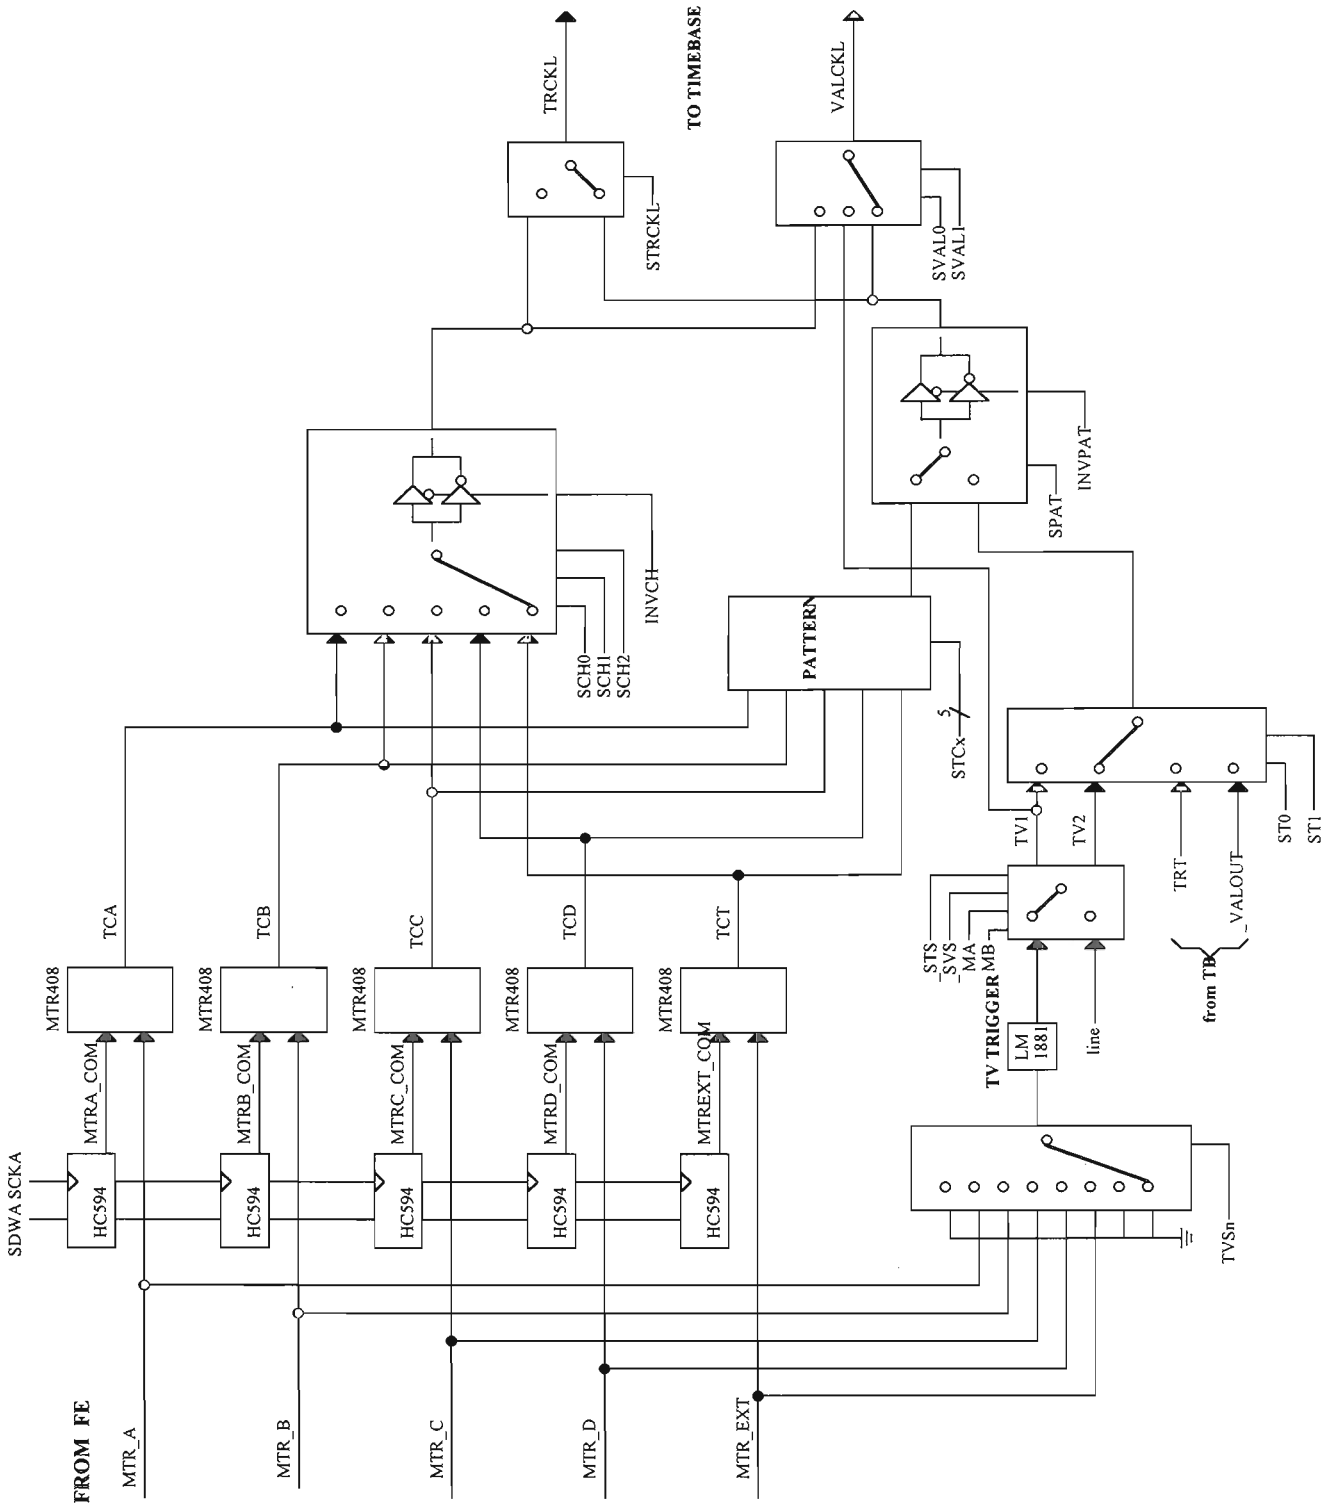 FROM FE
MTR_A
MTR_B
MTR_C
MTR_D
MTR_EXT
SDWA SCKA
HC594
HC594
HC594
HC594
HC594
MTRA_COM
MTRB_COM
MTRC_COM
MTRD_COM
MTREXT_COM
MTR408
MTR408
MTR408
MTR408
MTR408
TCA
TCB
TCC
TCD
TCT
TVSn
TV TRIGGER
LM
1881
line
_STS
_SVS
MA
MB
TV1
TV2
TRT
_VALOUT
from TB
ST0
ST1
PATTERN
STCx
5
SCH0
SCH1
SCH2
INVCH
SPAT
INVPAT
STRCKL
SVAL0
SVAL1
TRCKL
VALCKL
TO TIMEBASE